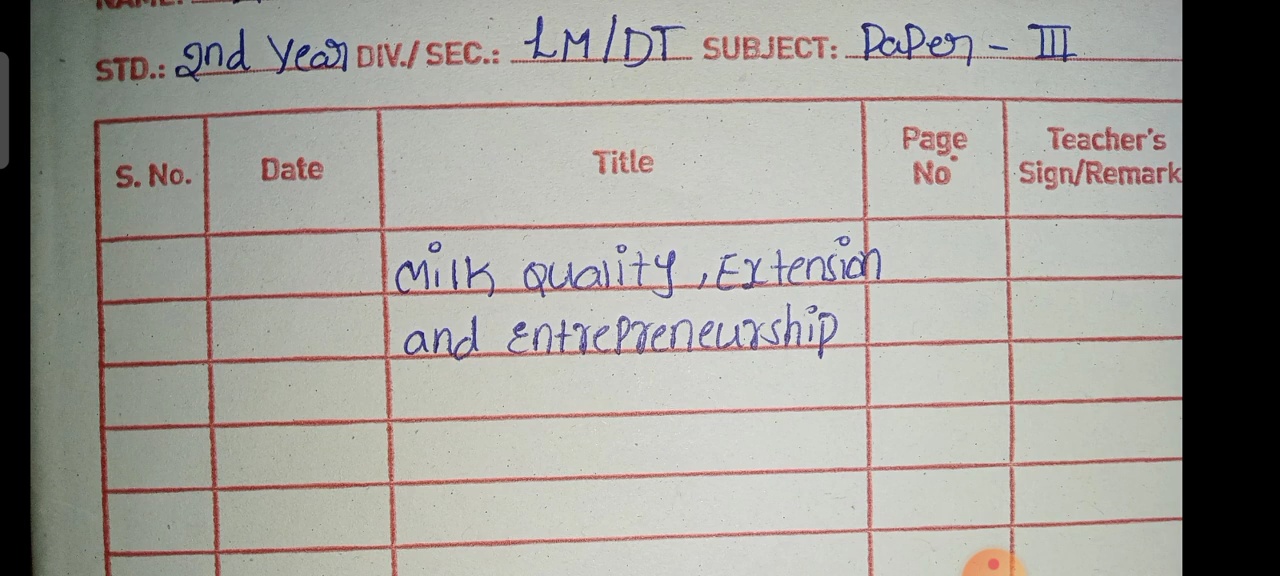 NAME:
STD.: 2nd Year DIV./SEC.: LM/DT SUBJECT: Paper - III
S. No. Date Title Page No Teacher's Sign/Remark
Milk quality, Extension
and entrepreneurship